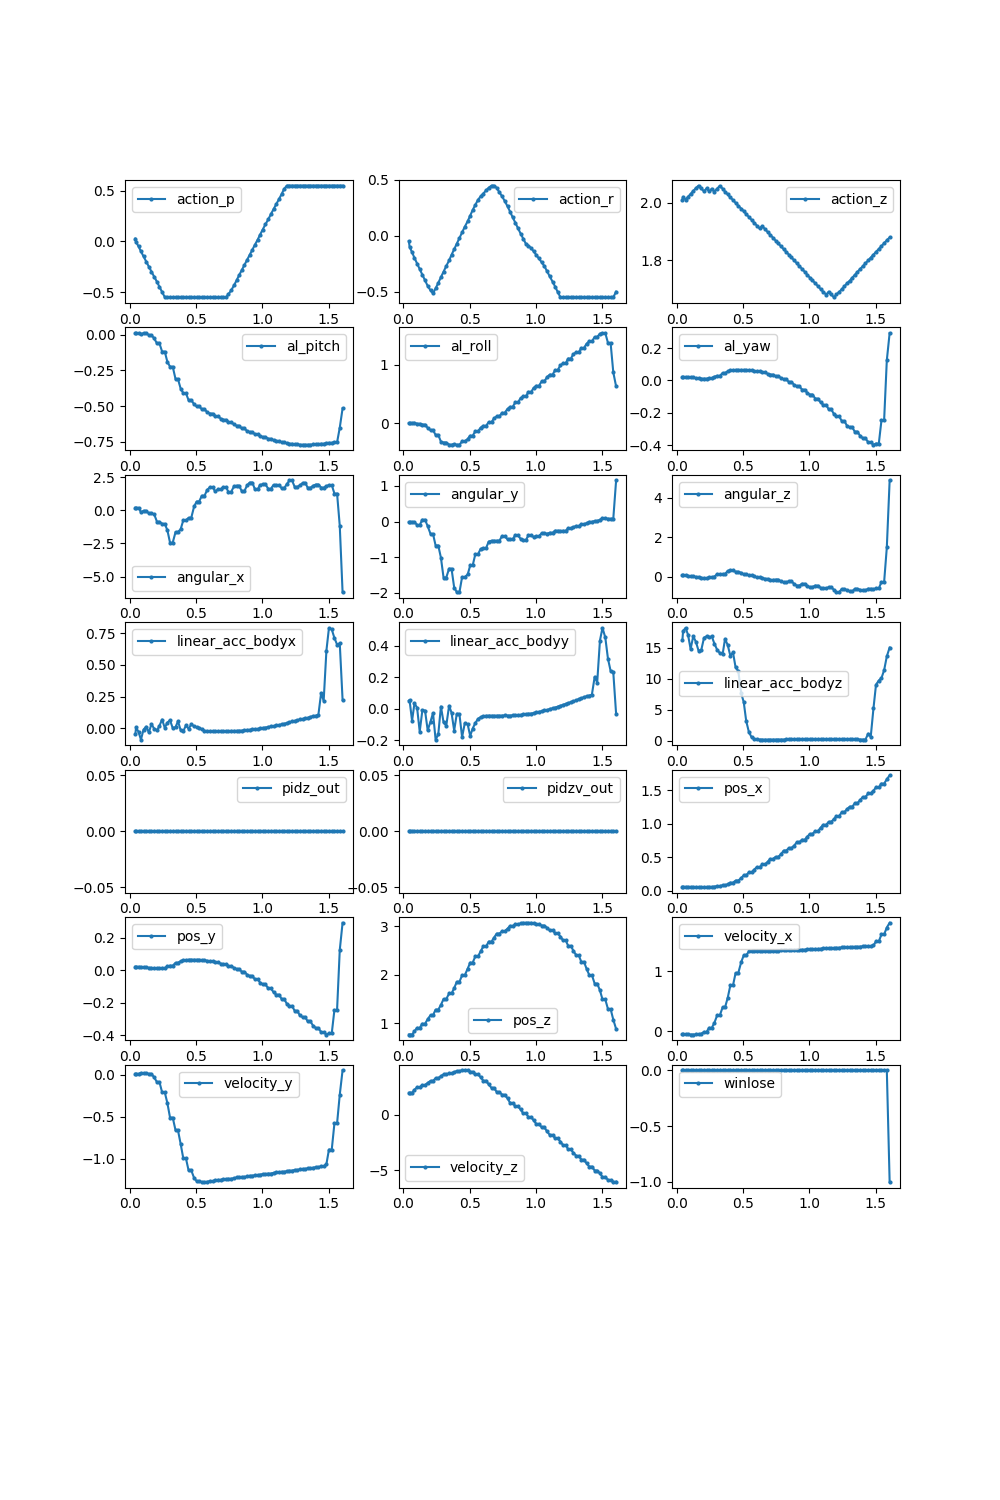 0.5
0.0
−0.5
action_p
0.0 0.5 1.0 1.5
0.5
0.0
−0.5
action_r
0.0 0.5 1.0 1.5
2.0
1.8
action_z
0.0 0.5 1.0 1.5
0.00
−0.25
−0.50
−0.75
al_pitch
0.0 0.5 1.0 1.5
1
0
al_roll
0.0 0.5 1.0 1.5
0.2
0.0
−0.2
−0.4
al_yaw
0.0 0.5 1.0 1.5
2.5
0.0
−2.5
−5.0
angular_x
0.0 0.5 1.0 1.5
1
0
−1
−2
angular_y
0.0 0.5 1.0 1.5
4
2
0
angular_z
0.0 0.5 1.0 1.5
0.75
0.50
0.25
0.00
linear_acc_bodyx
0.0 0.5 1.0 1.5
0.4
0.2
0.0
−0.2
linear_acc_bodyy
0.0 0.5 1.0 1.5
15
10
5
0
linear_acc_bodyz
0.0 0.5 1.0 1.5
0.05
0.00
−0.05
pidz_out
0.0 0.5 1.0 1.5
0.05
0.00
−0.05
pidzv_out
0.0 0.5 1.0 1.5
1.5
1.0
0.5
0.0
pos_x
0.0 0.5 1.0 1.5
0.2
0.0
−0.2
−0.4
pos_y
0.0 0.5 1.0 1.5
3
2
1
pos_z
0.0 0.5 1.0 1.5
1
0
velocity_x
0.0 0.5 1.0 1.5
0.0
−0.5
−1.0
velocity_y
0.0 0.5 1.0 1.5
0
−5
velocity_z
0.0 0.5 1.0 1.5
0.0
−0.5
−1.0
winlose
0.0 0.5 1.0 1.5